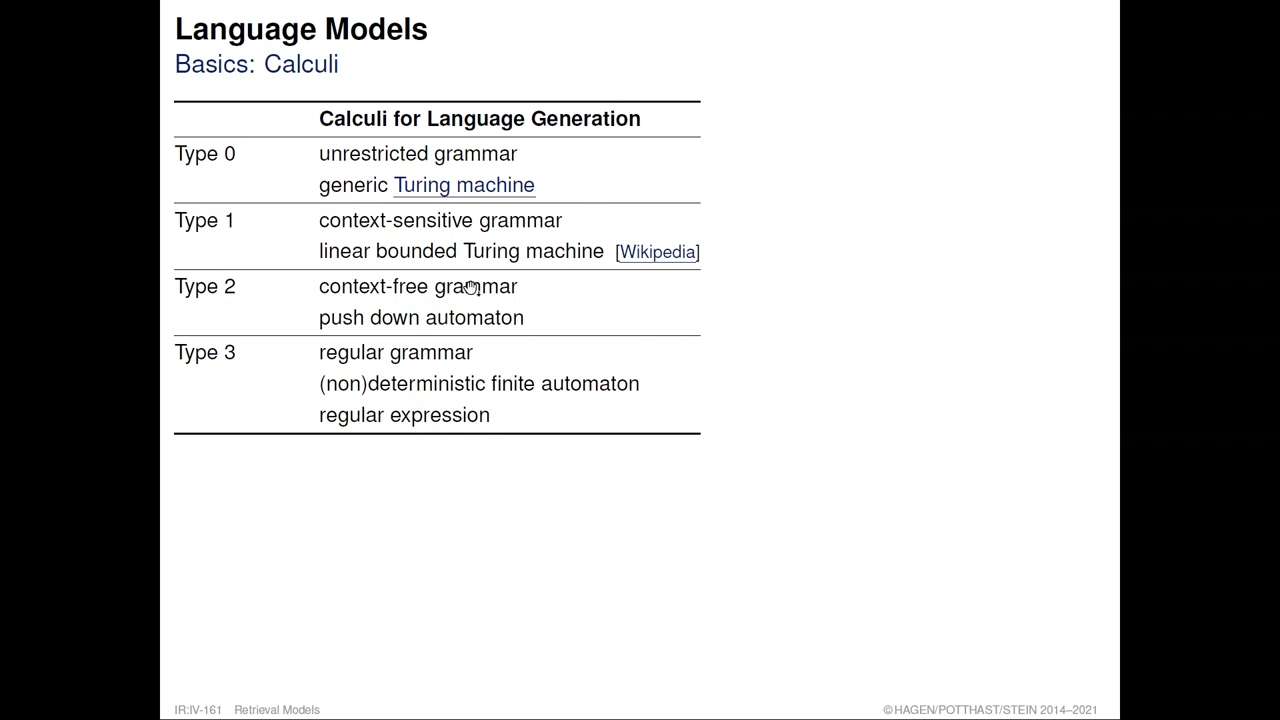 Language Models
Basics: Calculi
Calculi for Language Generation
Type 0 unrestricted grammar
generic Turing machine
Type 1 context-sensitive grammar
linear bounded Turing machine [Wikipedia]
Type 2 context-free grammar
push down automaton
Type 3 regular grammar
(non)deterministic finite automaton
regular expression
IR:IV-161 Retrieval Models ©HAGEN/POTTHAST/STEIN 2014–2021